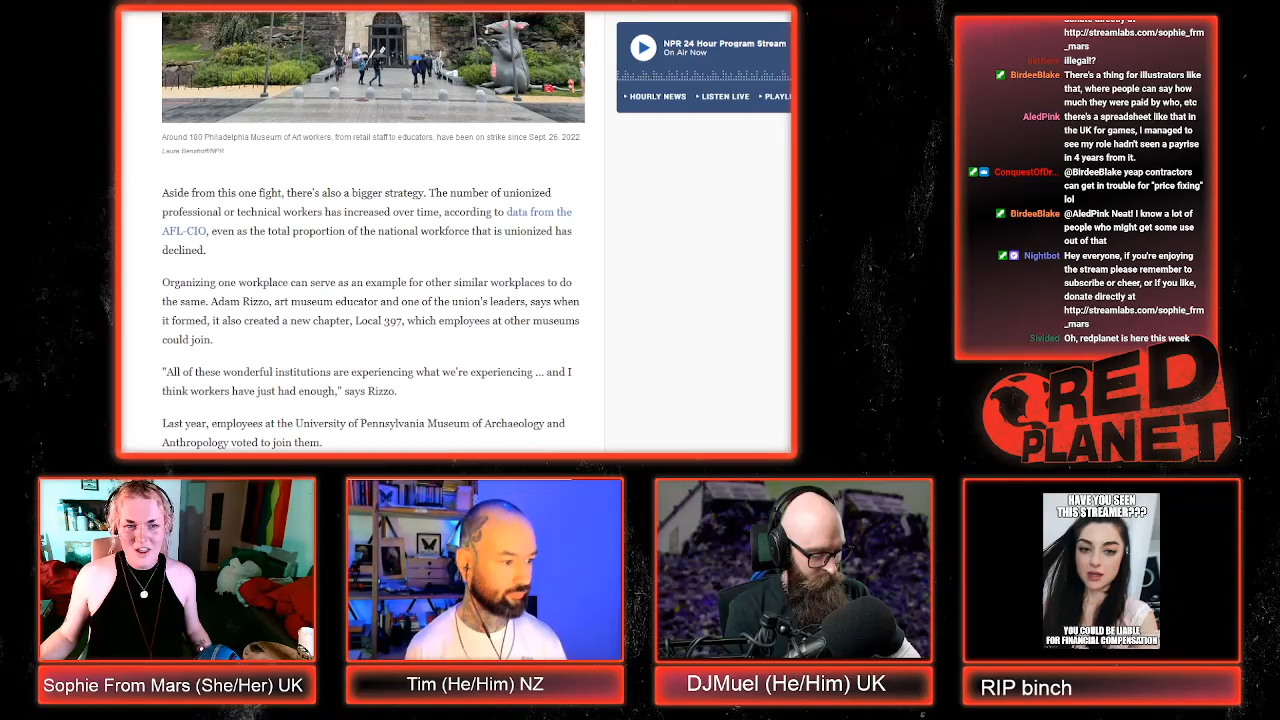 NPR 24 Hour Program Stream
On Air Now
HOURLY NEWS
LISTEN LIVE
PLAYLI
Around 180 Philadelphia Museum of Art workers, from retail staff to educators, have been on strike since Sept. 26, 2022.
Laura Benshoff/NPR
Aside from this one fight, there's also a bigger strategy. The number of unionized
professional or technical workers has increased over time, according to data from the
AFL-CIO, even as the total proportion of the national workforce that is unionized has
declined.
Organizing one workplace can serve as an example for other similar workplaces to do
the same. Adam Rizzo, art museum educator and one of the union's leaders, says when
it formed, it also created a new chapter, Local 397, which employees at other museums
could join.
"All of these wonderful institutions are experiencing what we're experiencing ... and I
think workers have just had enough," says Rizzo.
Last year, employees at the University of Pennsylvania Museum of Archaeology and
Anthropology voted to join them.
donate directly at
http://streamlabs.com/sophie_frm
_mars
illegal!?
BirdeeBlake There's a thing for illustrators like
that, where people can say how
much they were paid by who, etc
AledPink there's a spreadsheet like that in
the UK for games, I managed to
see my role hadn't seen a payrise
in 4 years from it.
ConquestOfDr... @BirdeeBlake yeap contractors
can get in trouble for "price fixing"
lol
BirdeeBlake @AledPink Neat! I know a lot of
people who might get some use
out of that
Nightbot Hey everyone, if you're enjoying
the stream please remember to
subscribe or cheer, or if you like,
donate directly at
http://streamlabs.com/sophie_frm
_mars
Sivided Oh, redplanet is here this week
RED
PLANET
HAVE YOU SEEN
THIS STREAMER???
YOU COULD BE LIABLE
FOR FINANCIAL COMPENSATION
Sophie From Mars (She/Her) UK
Tim (He/Him) NZ
DJMuel (He/Him) UK
RIP binch